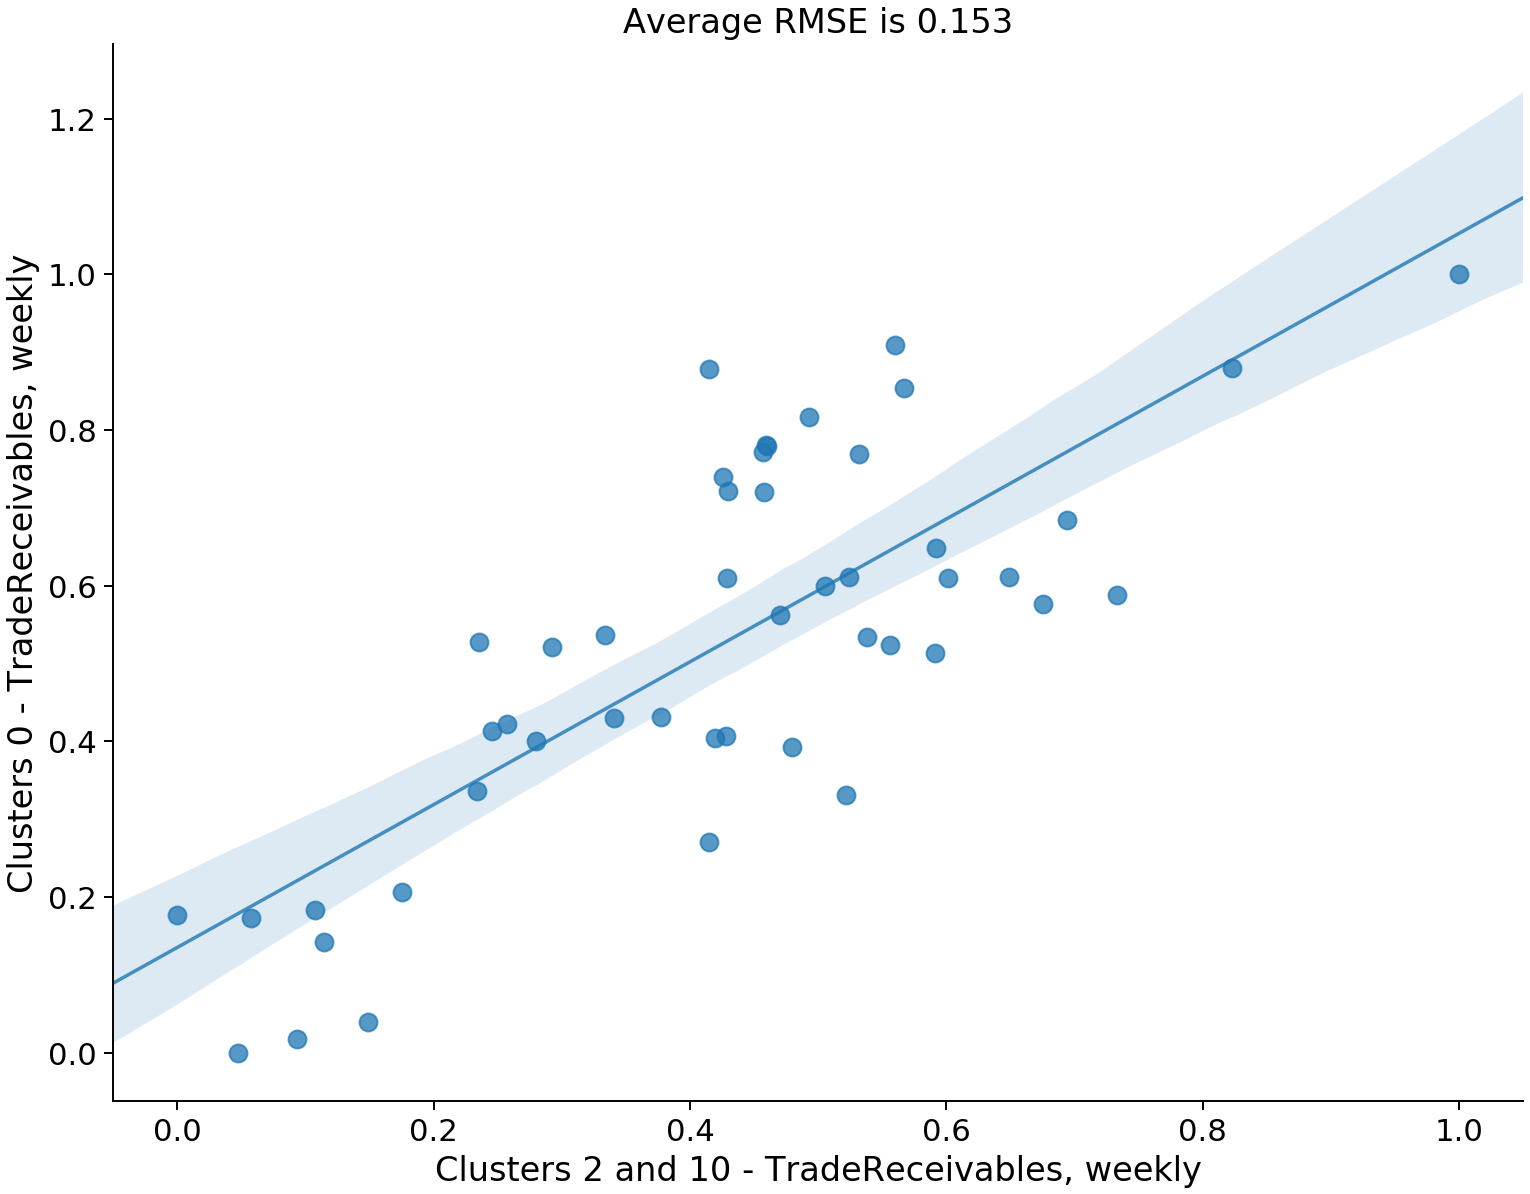 Average RMSE is 0.153
1.2
1.0
0.8
0.6
0.4
0.2
0.0
Clusters 0 - TradeReceivables, weekly
0.0 0.2 0.4 0.6 0.8 1.0
Clusters 2 and 10 - TradeReceivables, weekly